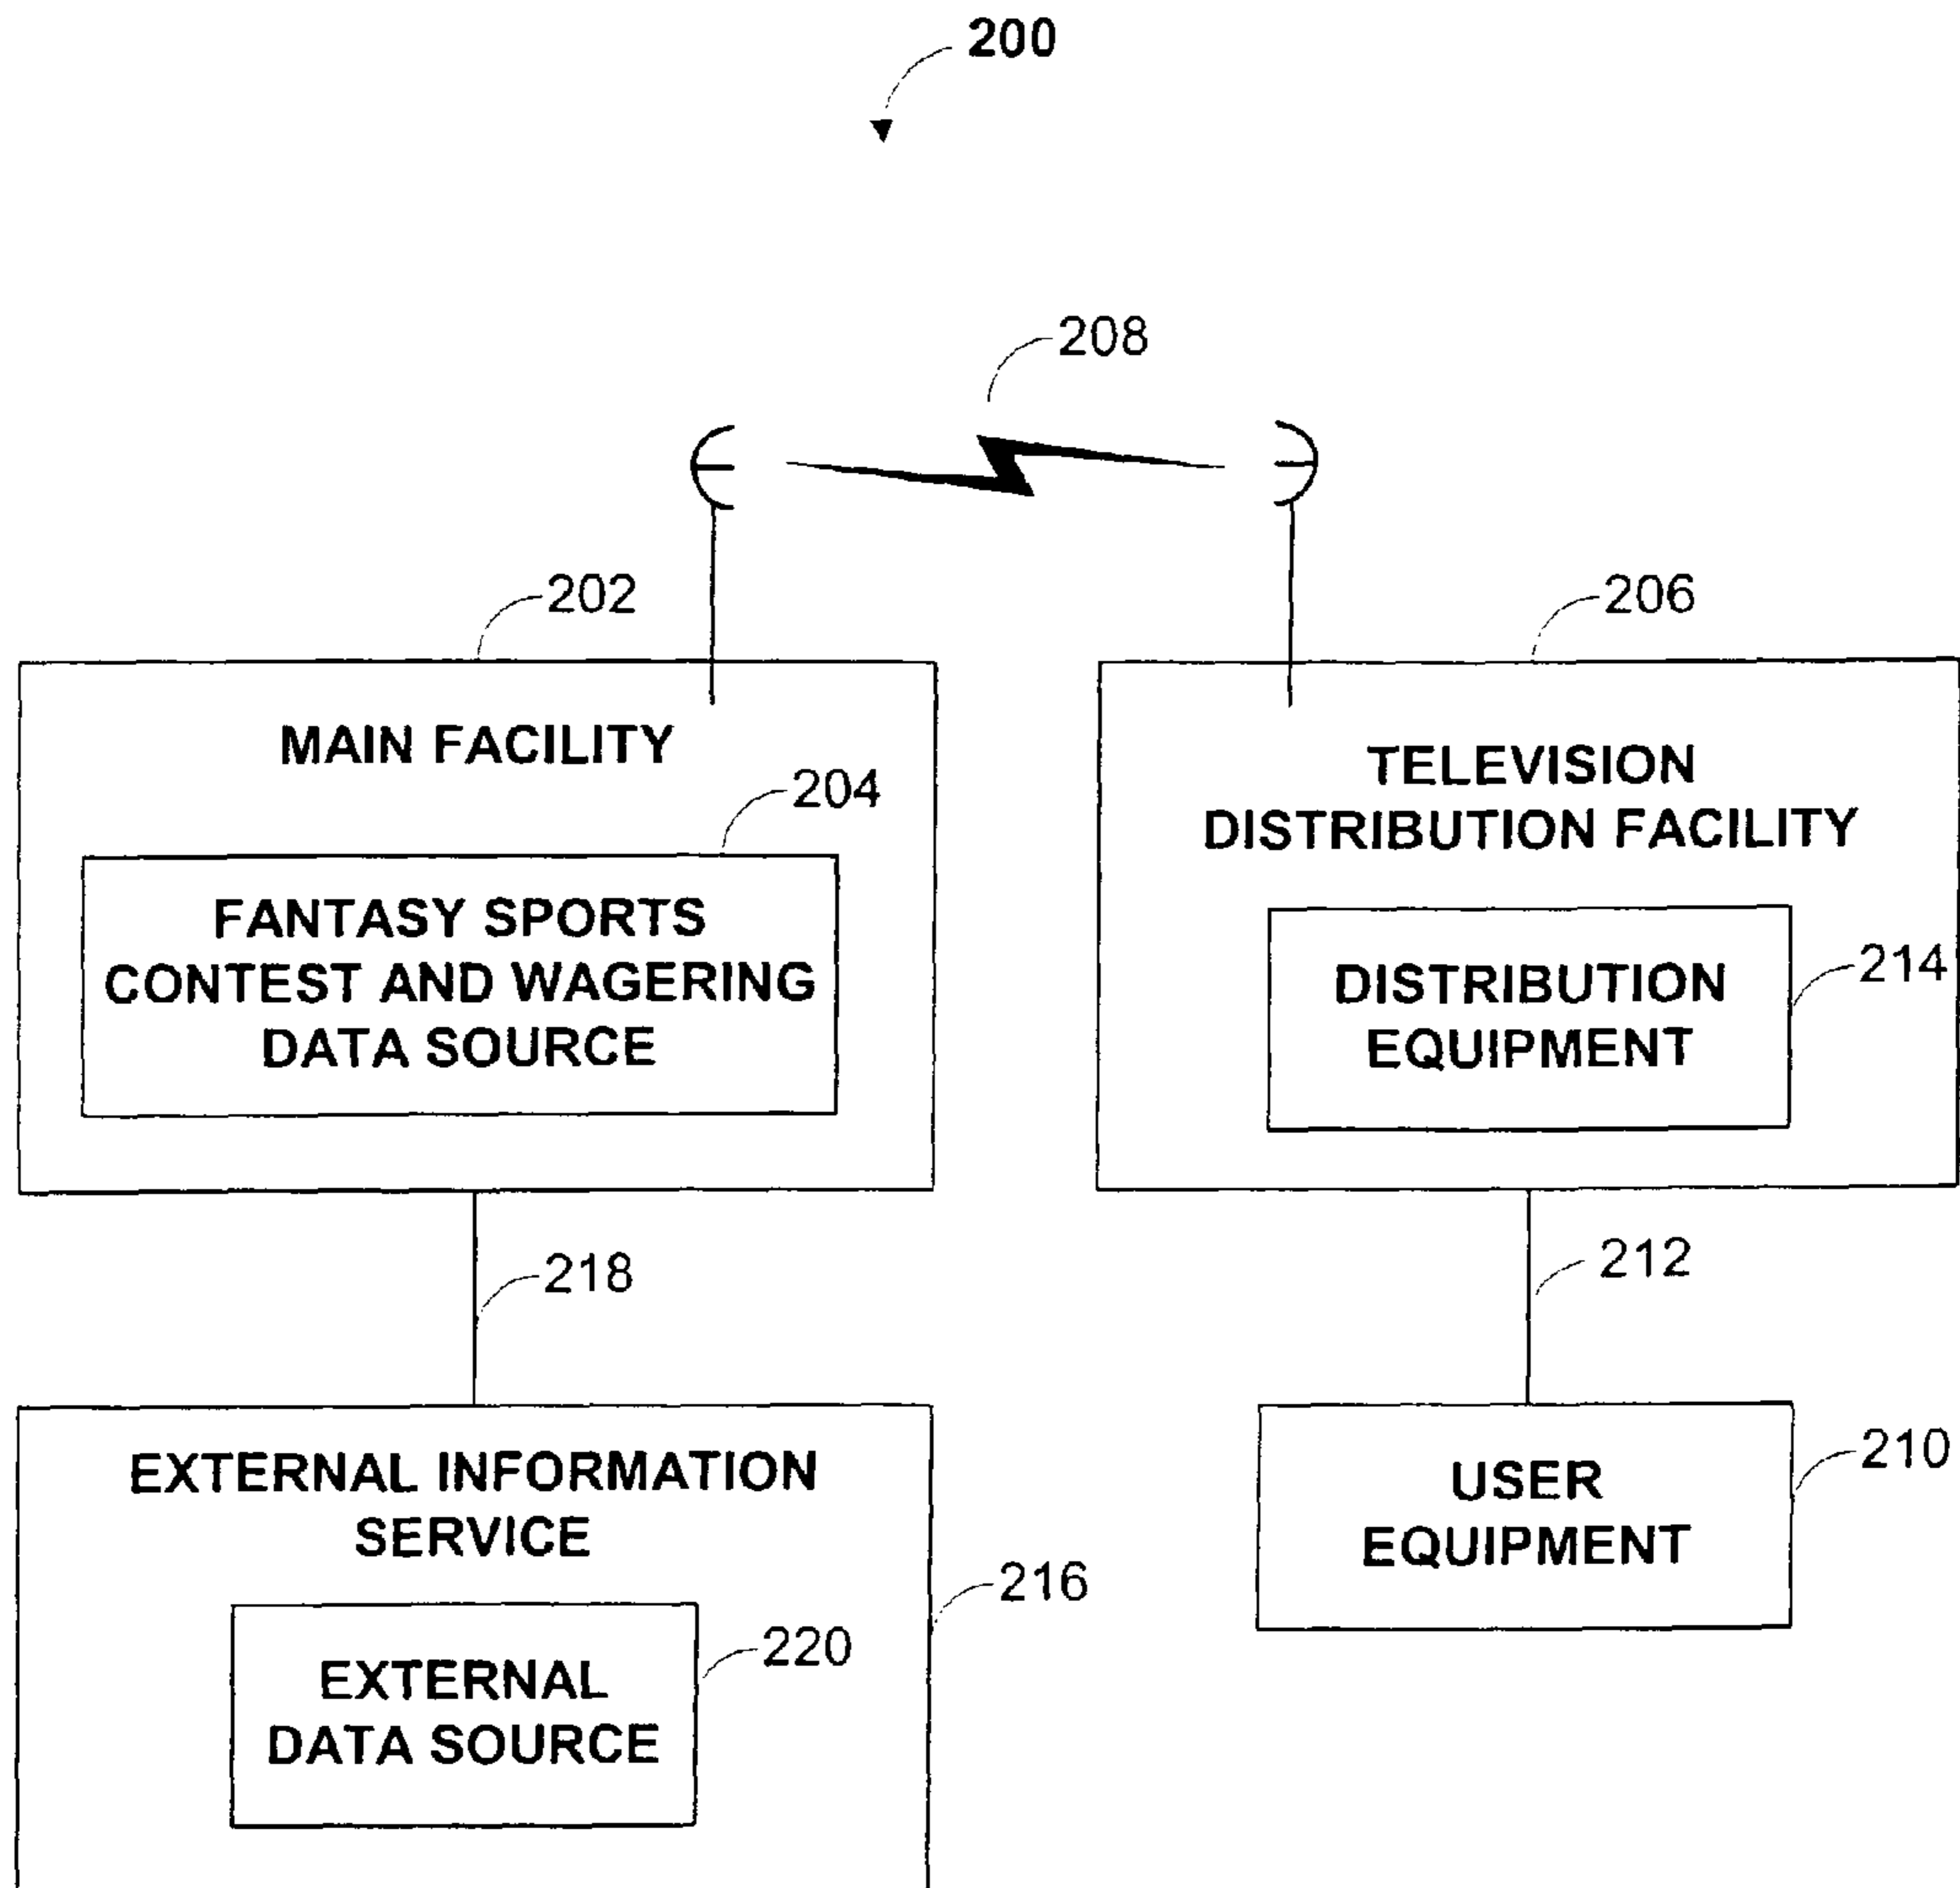 200
208
202
206
MAIN FACILITY
204
FANTASY SPORTS
CONTEST AND WAGERING
DATA SOURCE
TELEVISION
DISTRIBUTION FACILITY
DISTRIBUTION
EQUIPMENT
214
218
212
EXTERNAL INFORMATION
SERVICE
216
EXTERNAL
DATA SOURCE
220
USER
EQUIPMENT
210